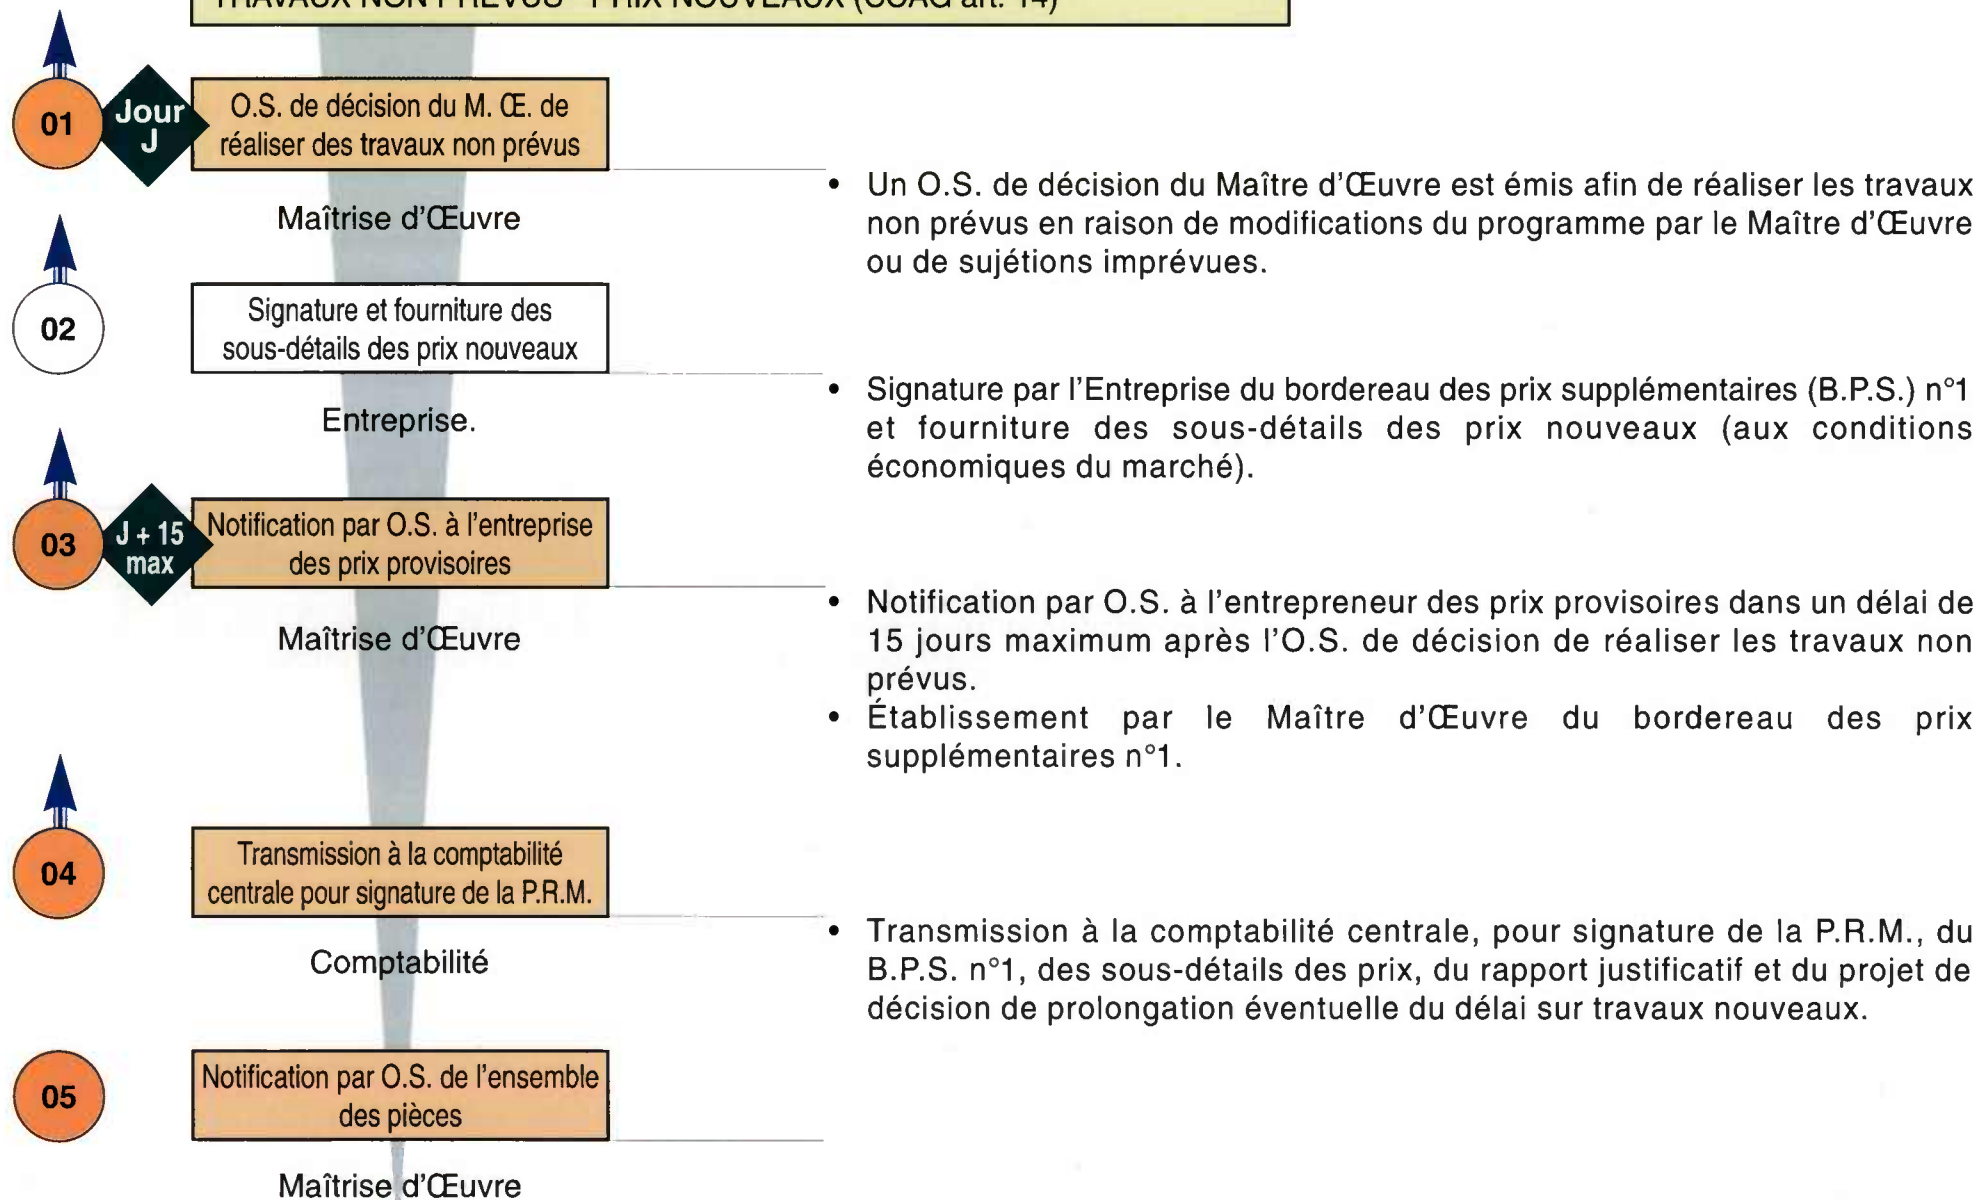 TRAVAUX NON PRÉVUS - PRIX NOUVEAUX (CCAG art. 14)
01
Jour
J
O.S. de décision du M. Œ. de
réaliser des travaux non prévus
Maîtrise d'Œuvre
• Un O.S. de décision du Maître d'Œuvre est émis afin de réaliser les travaux
non prévus en raison de modifications du programme par le Maître d'Œuvre
ou de sujétions imprévues.
02
Signature et fourniture des
sous-détails des prix nouveaux
Entreprise.
• Signature par l'Entreprise du bordereau des prix supplémentaires (B.P.S.) n°1
et fourniture des sous-détails des prix nouveaux (aux conditions
économiques du marché).
03
J + 15
max
Notification par O.S. à l'entreprise
des prix provisoires
Maîtrise d'Œuvre
• Notification par O.S. à l'entrepreneur des prix provisoires dans un délai de
15 jours maximum après l'O.S. de décision de réaliser les travaux non
prévus.
• Établissement par le Maître d'Œuvre du bordereau des prix
supplémentaires n°1.
04
Transmission à la comptabilité
centrale pour signature de la P.R.M.
Comptabilité
• Transmission à la comptabilité centrale, pour signature de la P.R.M., du
B.P.S. n°1, des sous-détails des prix, du rapport justificatif et du projet de
décision de prolongation éventuelle du délai sur travaux nouveaux.
05
Notification par O.S. de l'ensemble
des pièces
Maîtrise d'Œuvre